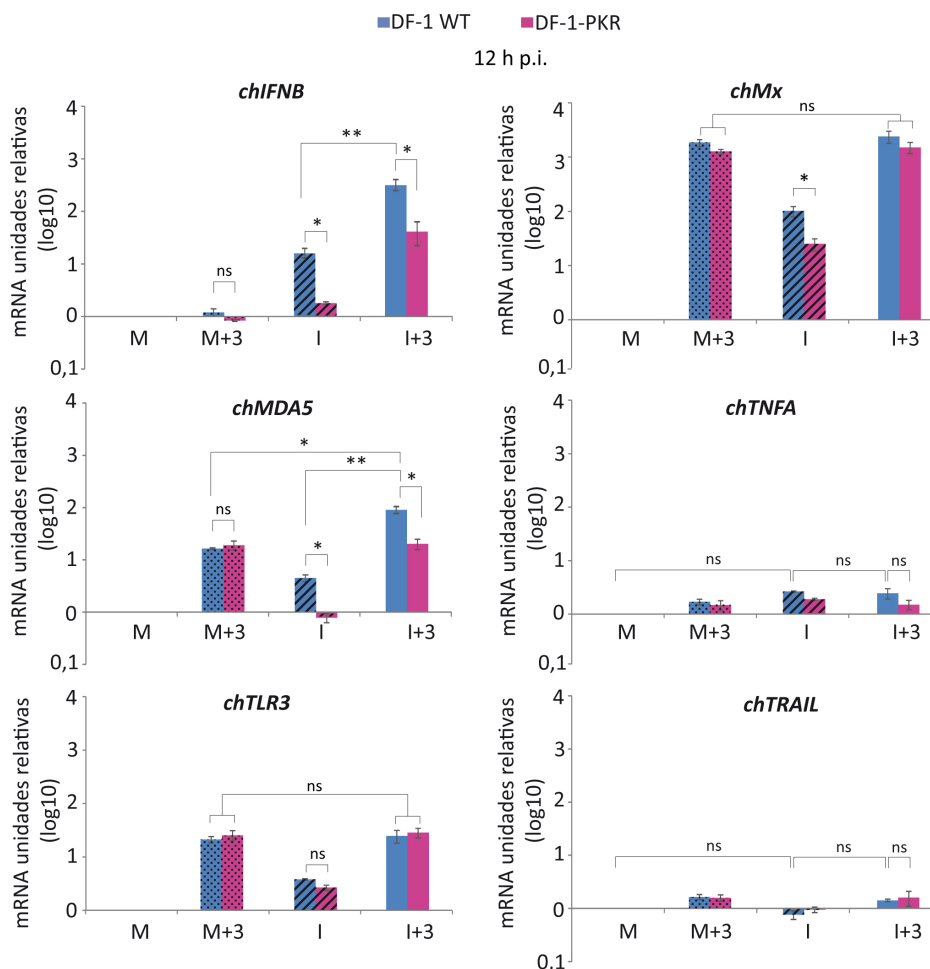 DF-1 WT DF-1-PKR
12 h p.i.
chIFNB
mRNA unidades relativas
(log10)
4
3
2
1
0
0,1
**
*
*
ns
M M+3 I I+3
chMx
mRNA unidades relativas
(log10)
4
3
2
1
0
ns
*
M M+3 I I+3
chMDA5
mRNA unidades relativas
(log10)
4
3
2
1
0
0,1
*
**
*
ns
*
M M+3 I I+3
chTNFA
mRNA unidades relativas
(log10)
4
3
2
1
0
0,1
ns ns ns
M M+3 I I+3
chTLR3
mRNA unidades relativas
(log10)
4
3
2
1
0
ns
ns
M M+3 I I+3
chTRAIL
mRNA unidades relativas
(log10)
4
3
2
1
0
0.1
ns ns ns
M M+3 I I+3